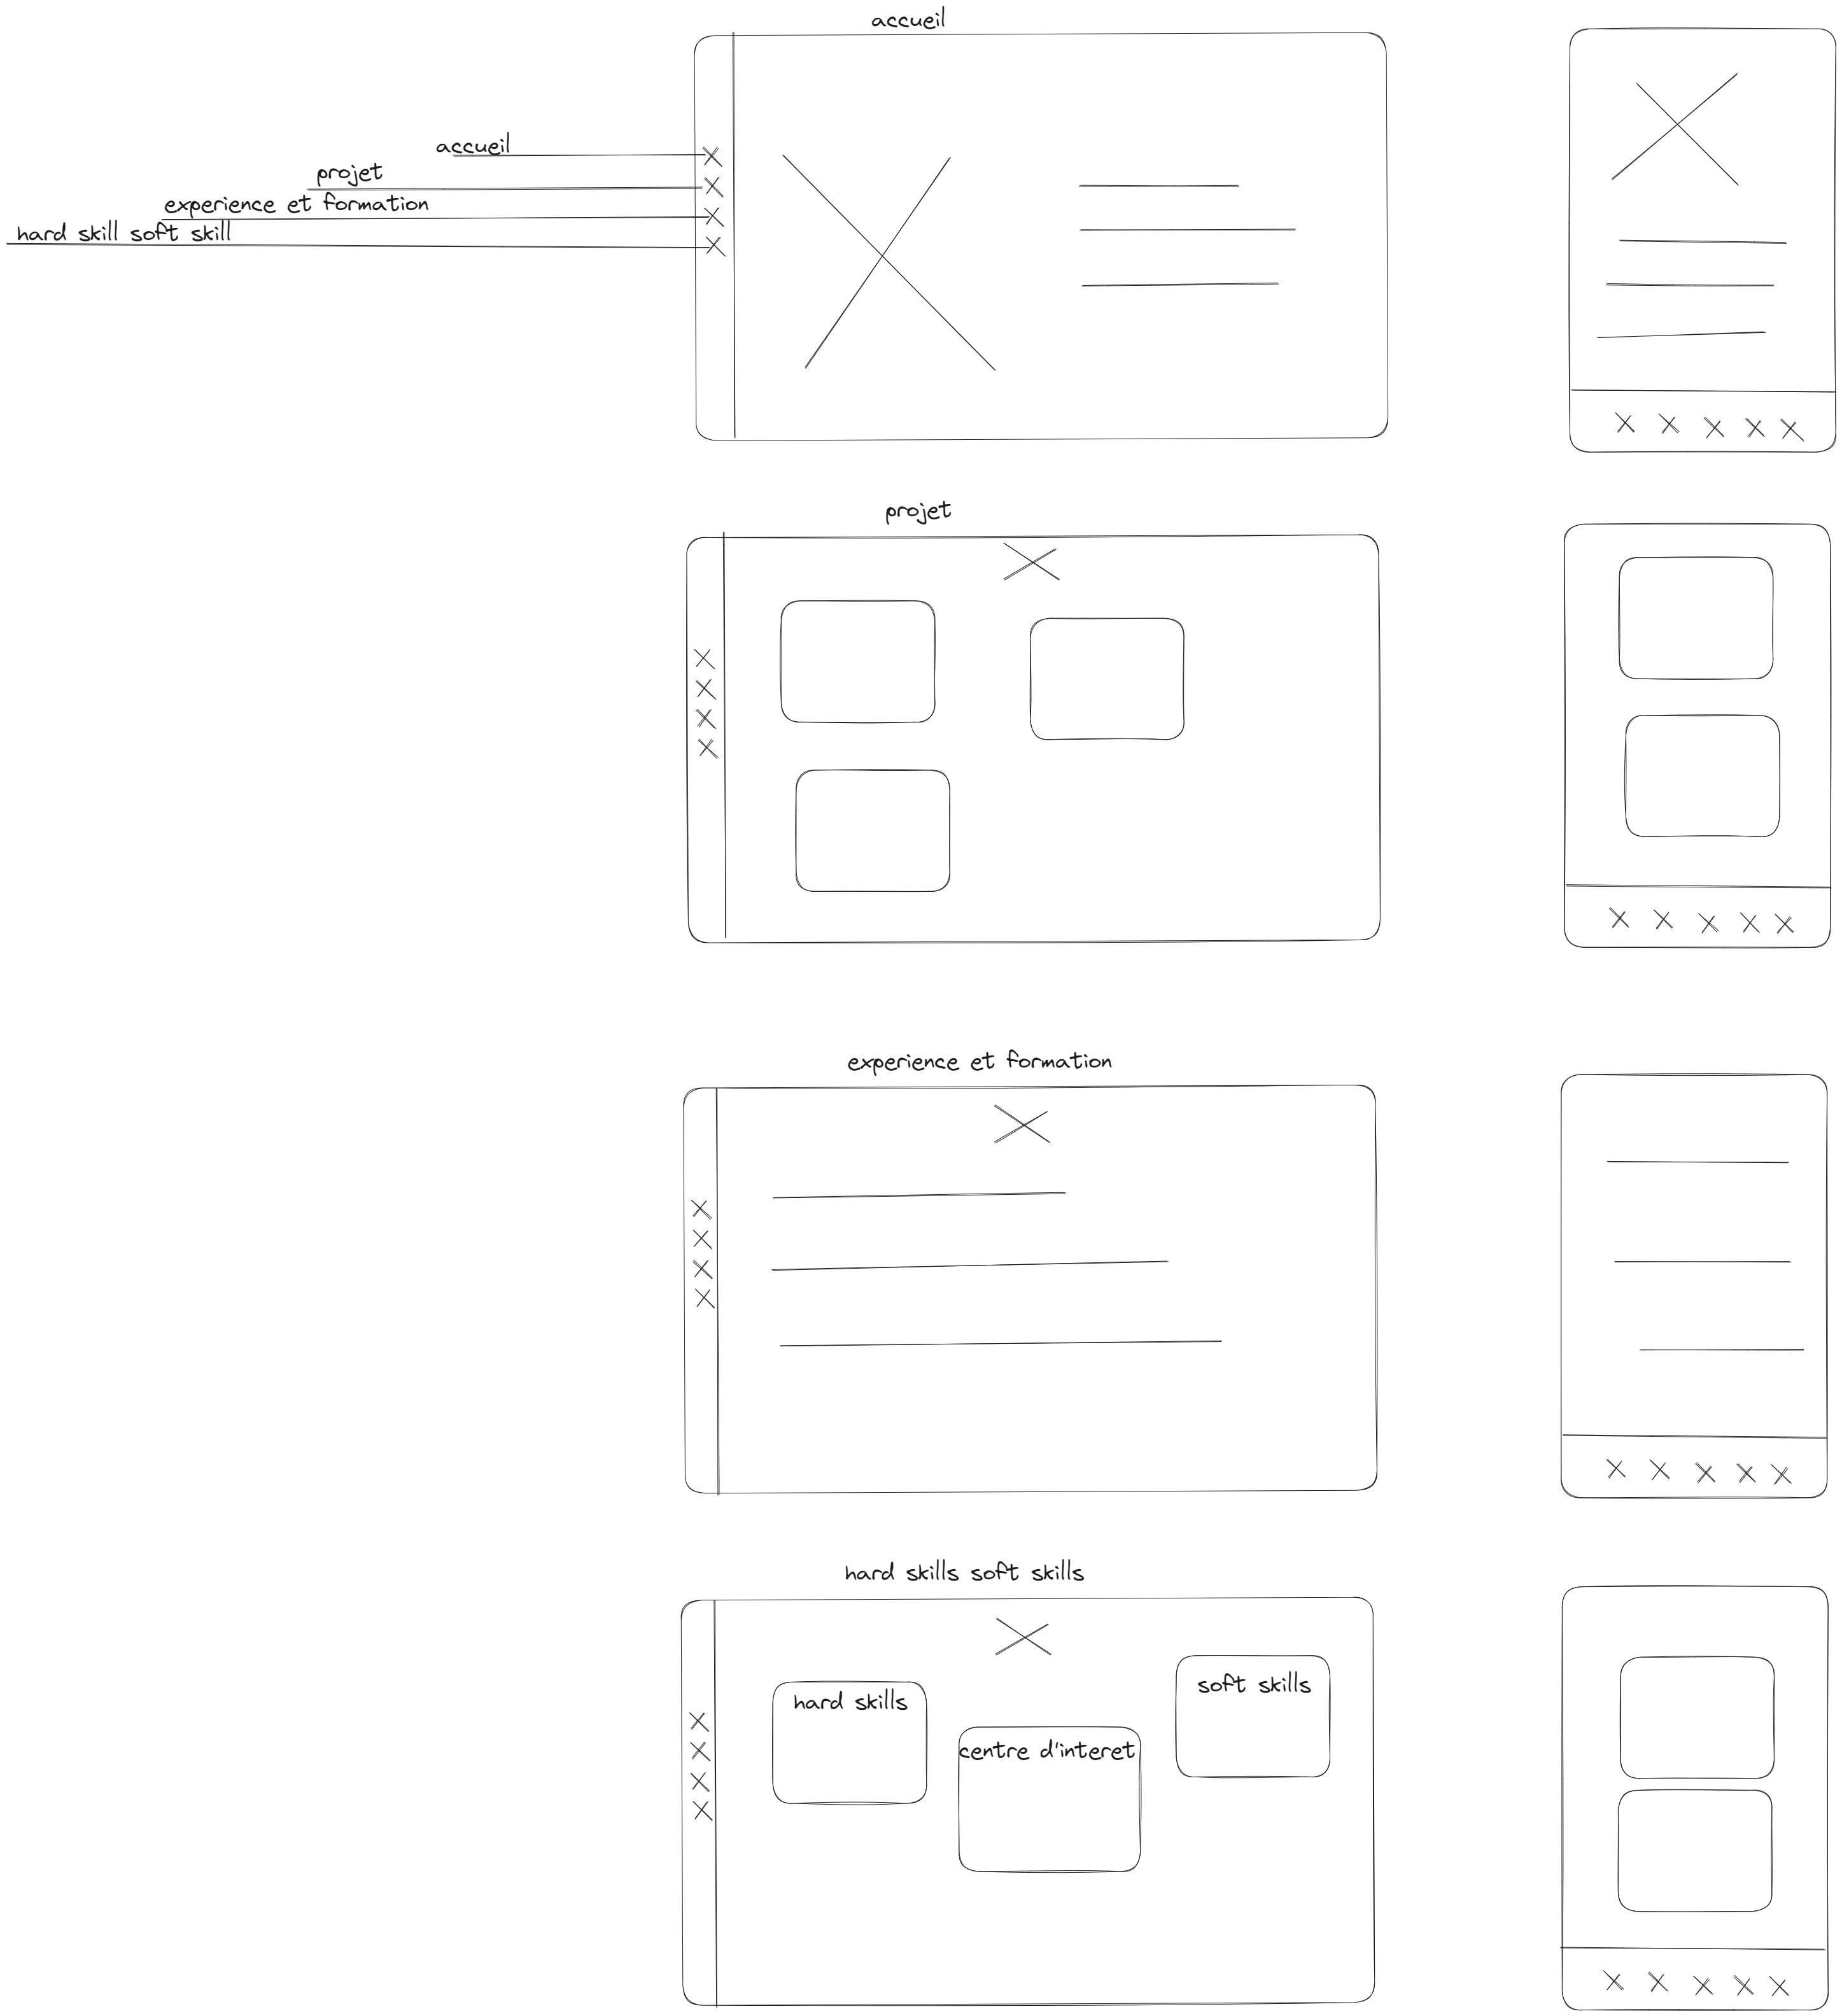 accueil
accueil
projet
experience et formation
hard skill soft skill
projet
experience et formation
hard skills soft skills
hard skills
soft skills
centre d'interet